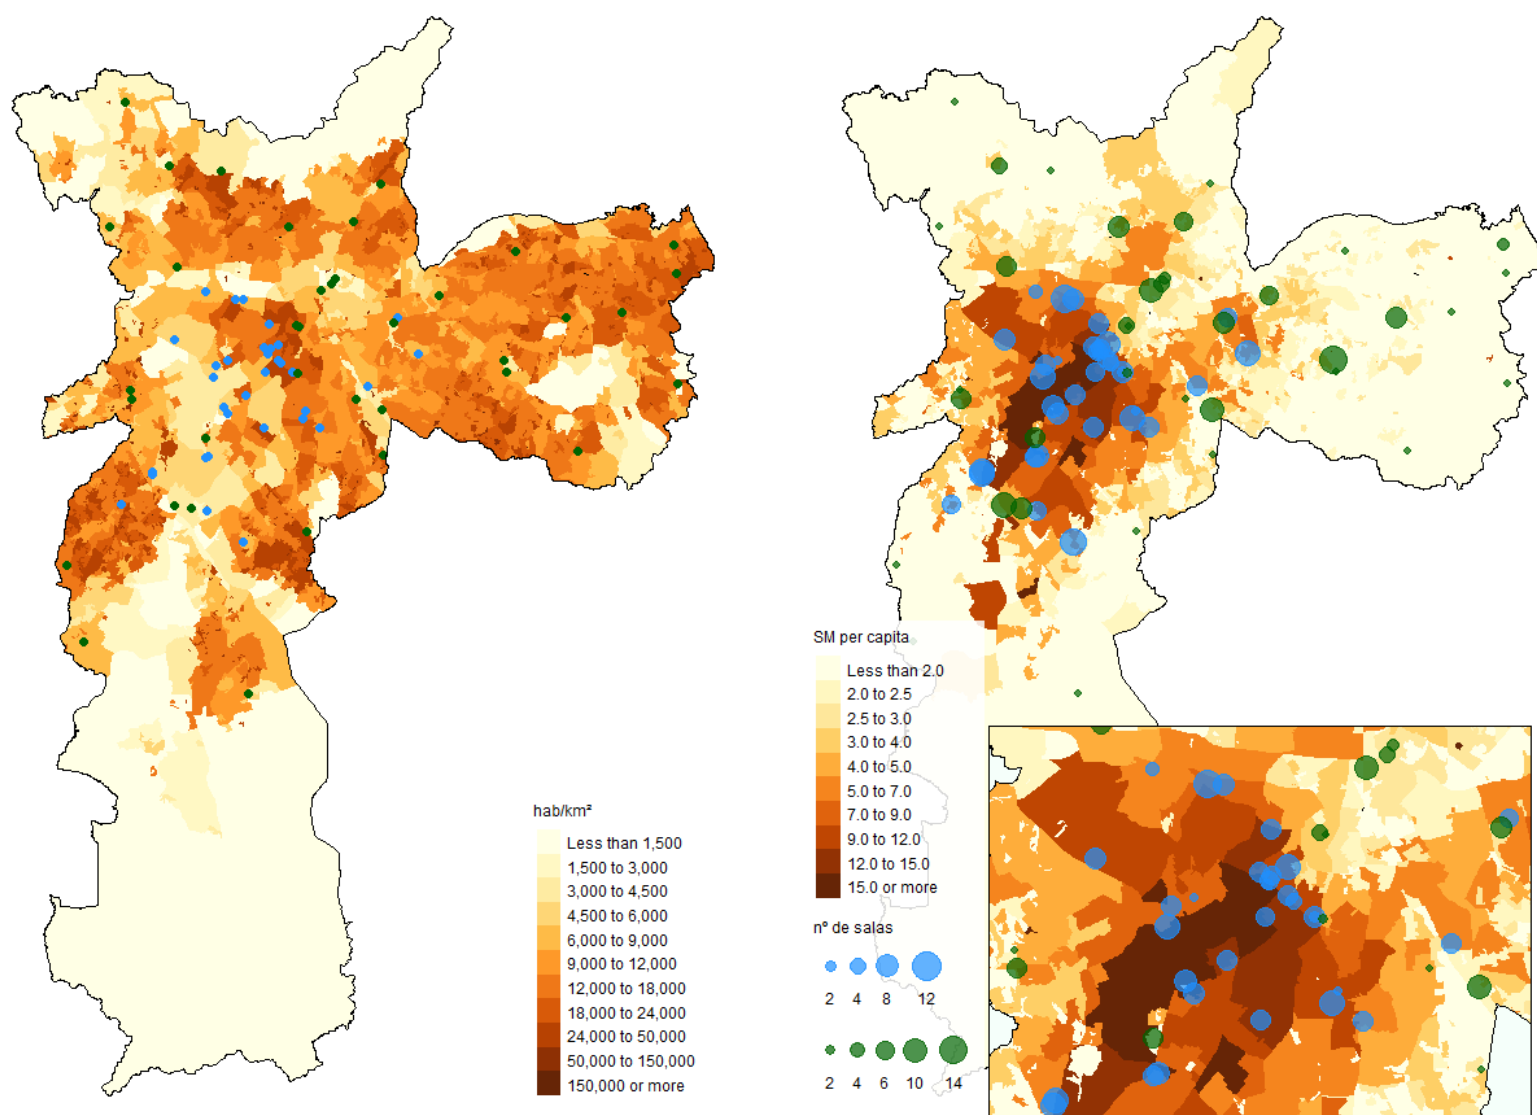 hab/km²
Less than 1,500
1,500 to 3,000
3,000 to 4,500
4,500 to 6,000
6,000 to 9,000
9,000 to 12,000
12,000 to 18,000
18,000 to 24,000
24,000 to 50,000
50,000 to 150,000
150,000 or more
SM per capita
Less than 2.0
2.0 to 2.5
2.5 to 3.0
3.0 to 4.0
4.0 to 5.0
5.0 to 7.0
7.0 to 9.0
9.0 to 12.0
12.0 to 15.0
15.0 or more
nº de salas
2 4 8 12
2 4 6 10 14